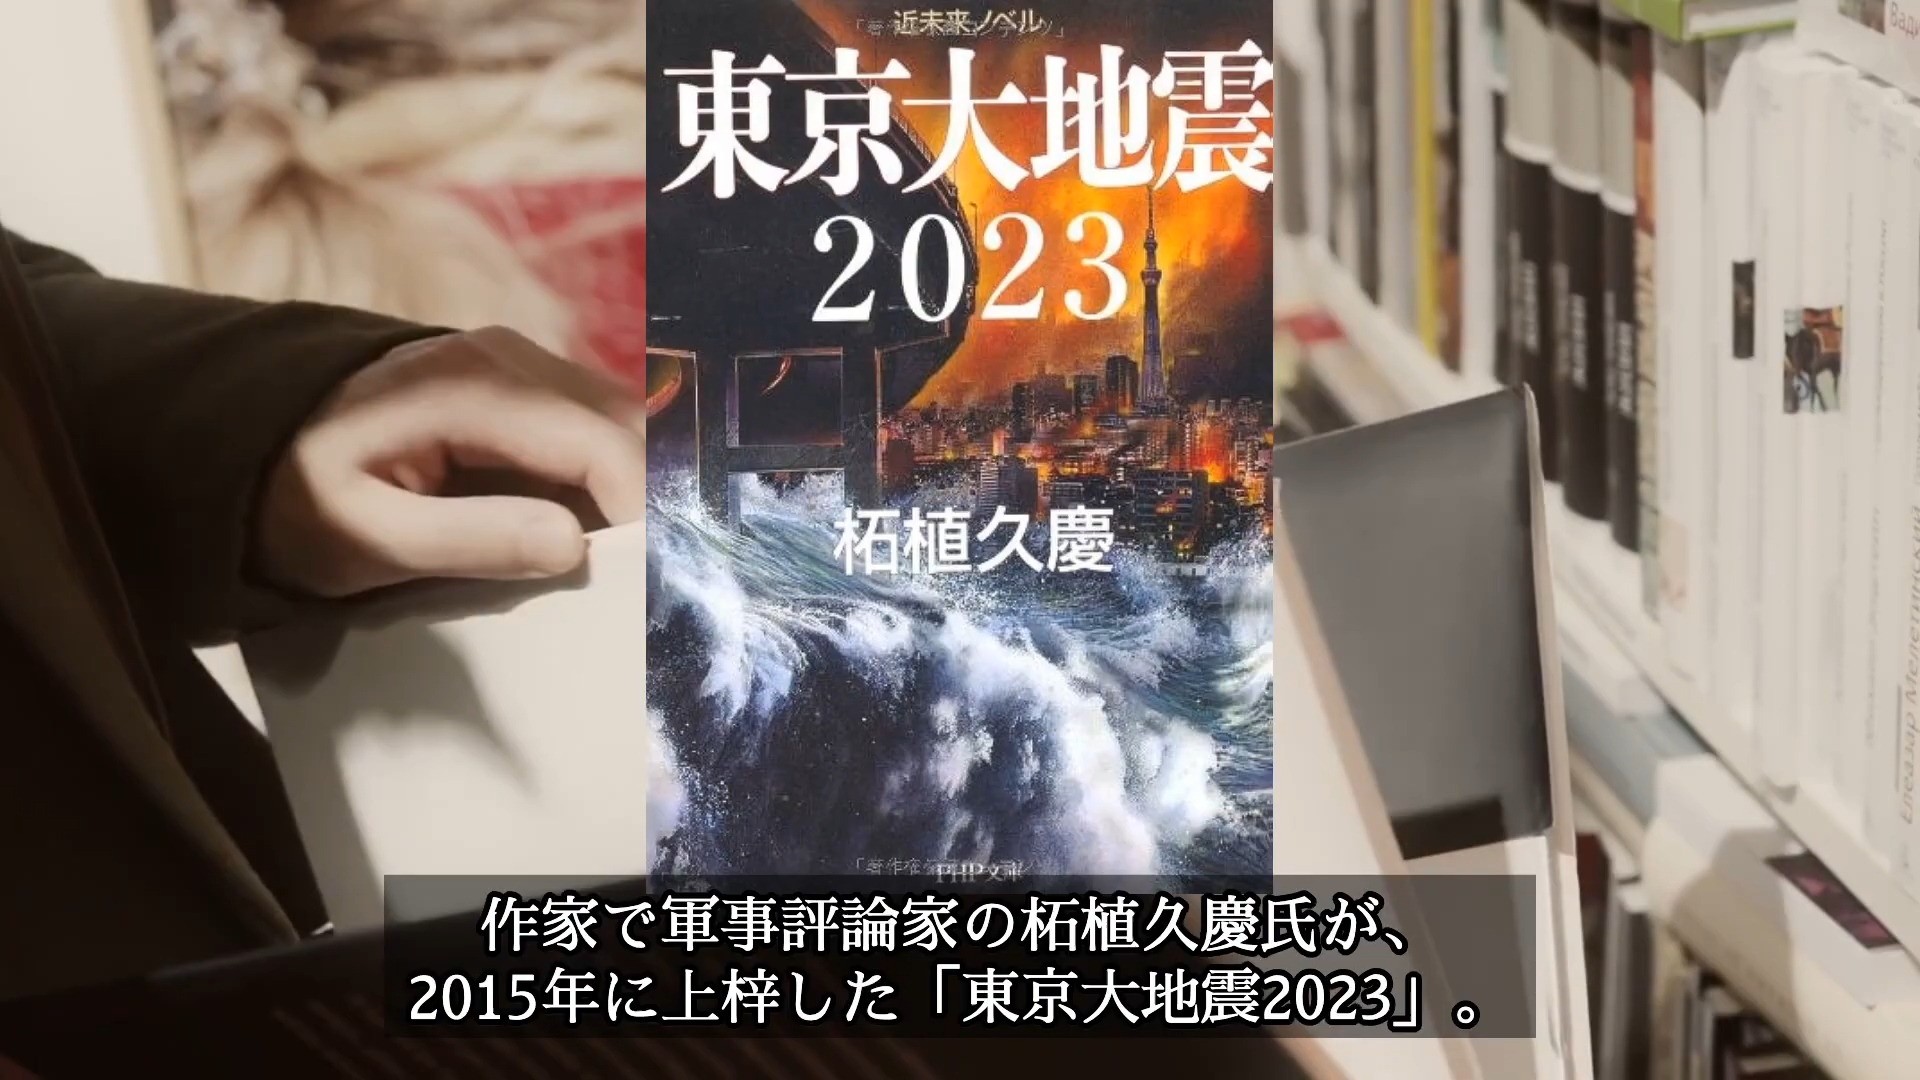 近未来ノベル
東京大地震
2023
柘植久慶
PHP文庫
作家で軍事評論家の柘植久慶氏が、
2015年に上梓した「東京大地震2023」。